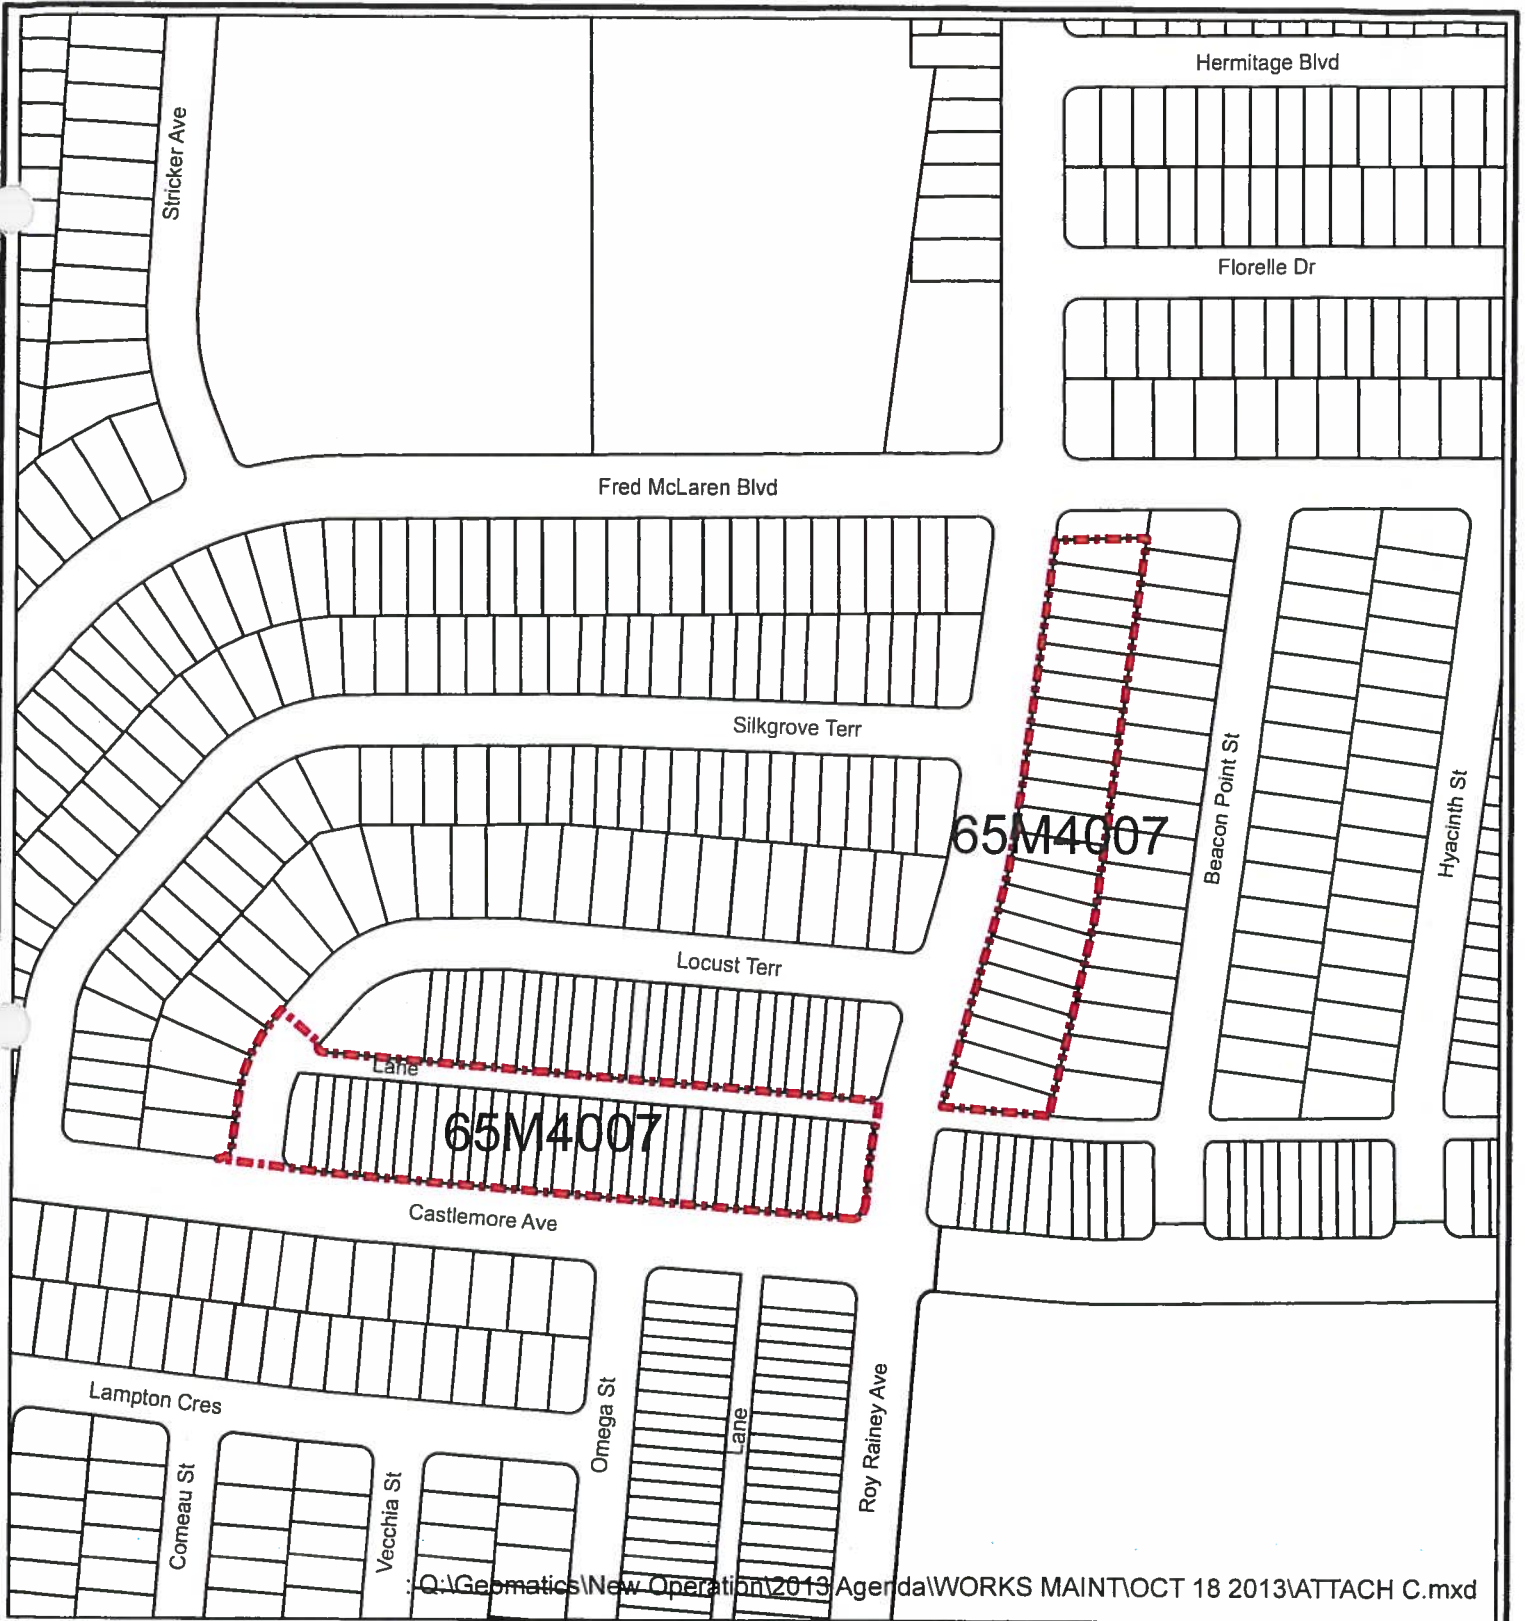 Hermitage Blvd
Stricker Ave
Florelle Dr
Fred McLaren Blvd
Silkgrove Terr
Beacon Point St
Hyacinth St
65M4007
Locust Terr
Lane
65M4007
Castlemore Ave
Lampton Cres
Omega St
Lane
Roy Rainey Ave
Comeau St
Vecchia St
: Q:\Geomatics\New Operation\2013 Agenda\WORKS MAINT\OCT 18 2013\ATTACH C.mxd